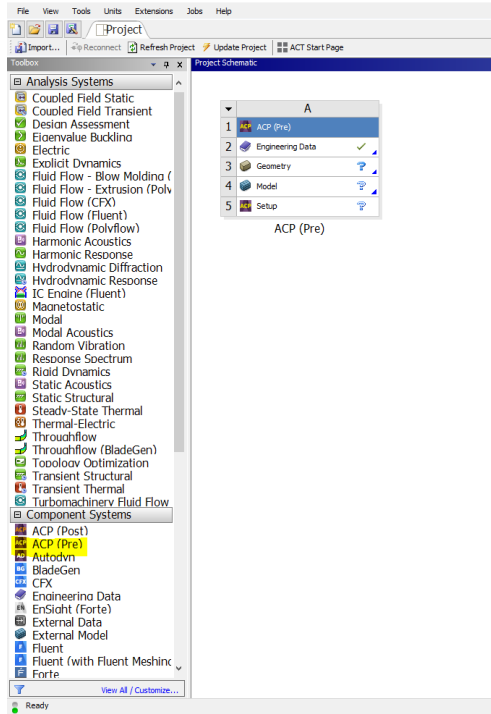 File View Tools Units Extensions Jobs Help
Project
Import... Reconnect Refresh Project Update Project ACT Start Page
Toolbox
Project Schematic
Analysis Systems
Coupled Field Static
Coupled Field Transient
Design Assessment
Eigenvalue Buckling
Electric
Explicit Dynamics
Fluid Flow - Blow Molding (
Fluid Flow - Extrusion (Poly
Fluid Flow (CFX)
Fluid Flow (Fluent)
Fluid Flow (Polyflow)
Harmonic Acoustics
Harmonic Response
Hydrodynamic Diffraction
Hydrodynamic Response
IC Engine (Fluent)
Magnetostatic
Modal
Modal Acoustics
Random Vibration
Response Spectrum
Rigid Dynamics
Static Acoustics
Static Structural
Steady-State Thermal
Thermal-Electric
Throughflow
Throughflow (BladeGen)
Topology Optimization
Transient Structural
Transient Thermal
Turbomachinery Fluid Flow
Component Systems
ACP (Post)
ACP (Pre)
Autodyn
BladeGen
CFX
Engineering Data
EnSight (Forte)
External Data
External Model
Fluent
Fluent (with Fluent Meshing
Forte
View All / Customize...
Ready
A
1 ACP (Pre)
2 Engineering Data
3 Geometry
4 Model
5 Setup
ACP (Pre)